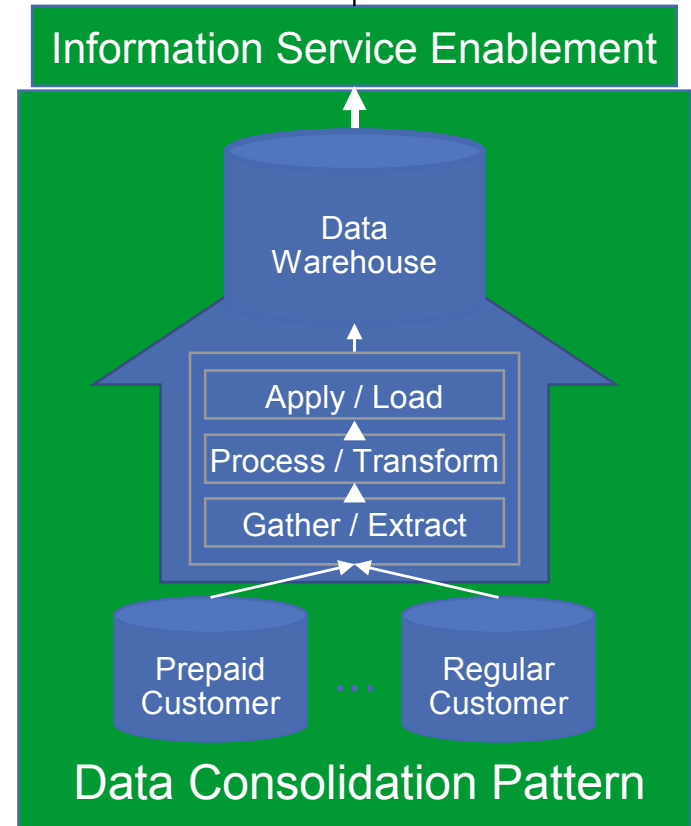 Information Service Enablement
Data
Warehouse
Apply / Load
Process / Transform
Gather / Extract
Prepaid
Customer
...
Regular
Customer
Data Consolidation Pattern